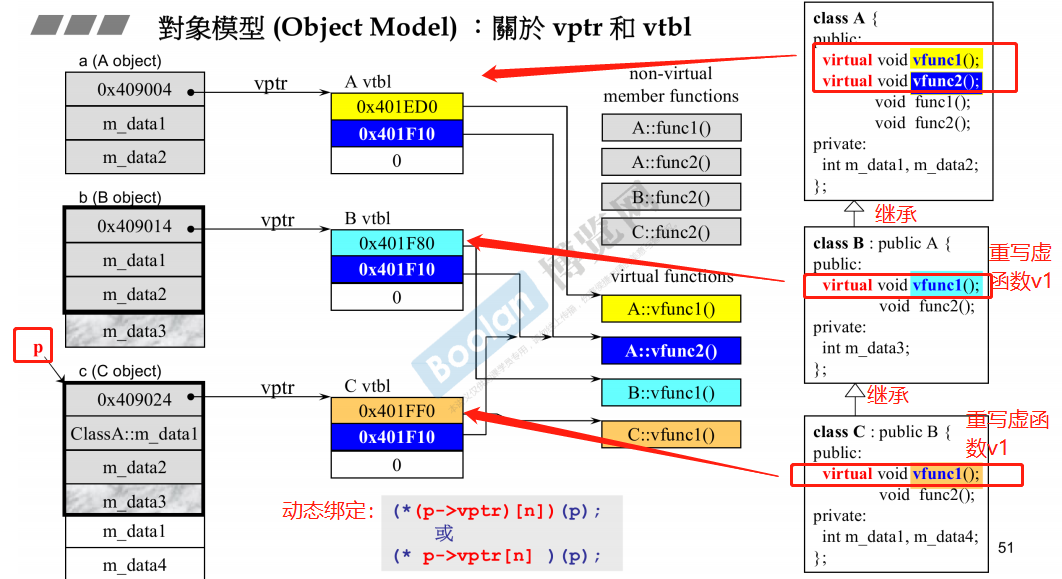 對象模型 (Object Model) ：關於 vptr 和 vtbl
a (A object)
0x409004
m_data1
m_data2
vptr
A vtbl
0x401ED0
0x401F10
0
b (B object)
0x409014
m_data1
m_data2
m_data3
vptr
B vtbl
0x401F80
0x401F10
0
p
c (C object)
0x409024
ClassA::m_data1
m_data2
m_data3
m_data1
m_data4
vptr
C vtbl
0x401FF0
0x401F10
0
non-virtual
member functions
A::func1()
A::func2()
B::func2()
C::func2()
virtual functions
A::vfunc1()
A::vfunc2()
B::vfunc1()
C::vfunc1()
动态绑定：
(*(p->vptr)[n])(p);
或
(* p->vptr[n] )(p);
class A {
public:
virtual void vfunc1();
virtual void vfunc2();
void func1();
void func2();
private:
int m_data1, m_data2;
};
继承
class B : public A {
public:
virtual void vfunc1();
void func2();
private:
int m_data3;
};
重写虚
函数v1
继承
class C : public B {
public:
virtual void vfunc1();
void func2();
private:
int m_data1, m_data4;
};
重写虚函
数v1
51
Boolan
博览网